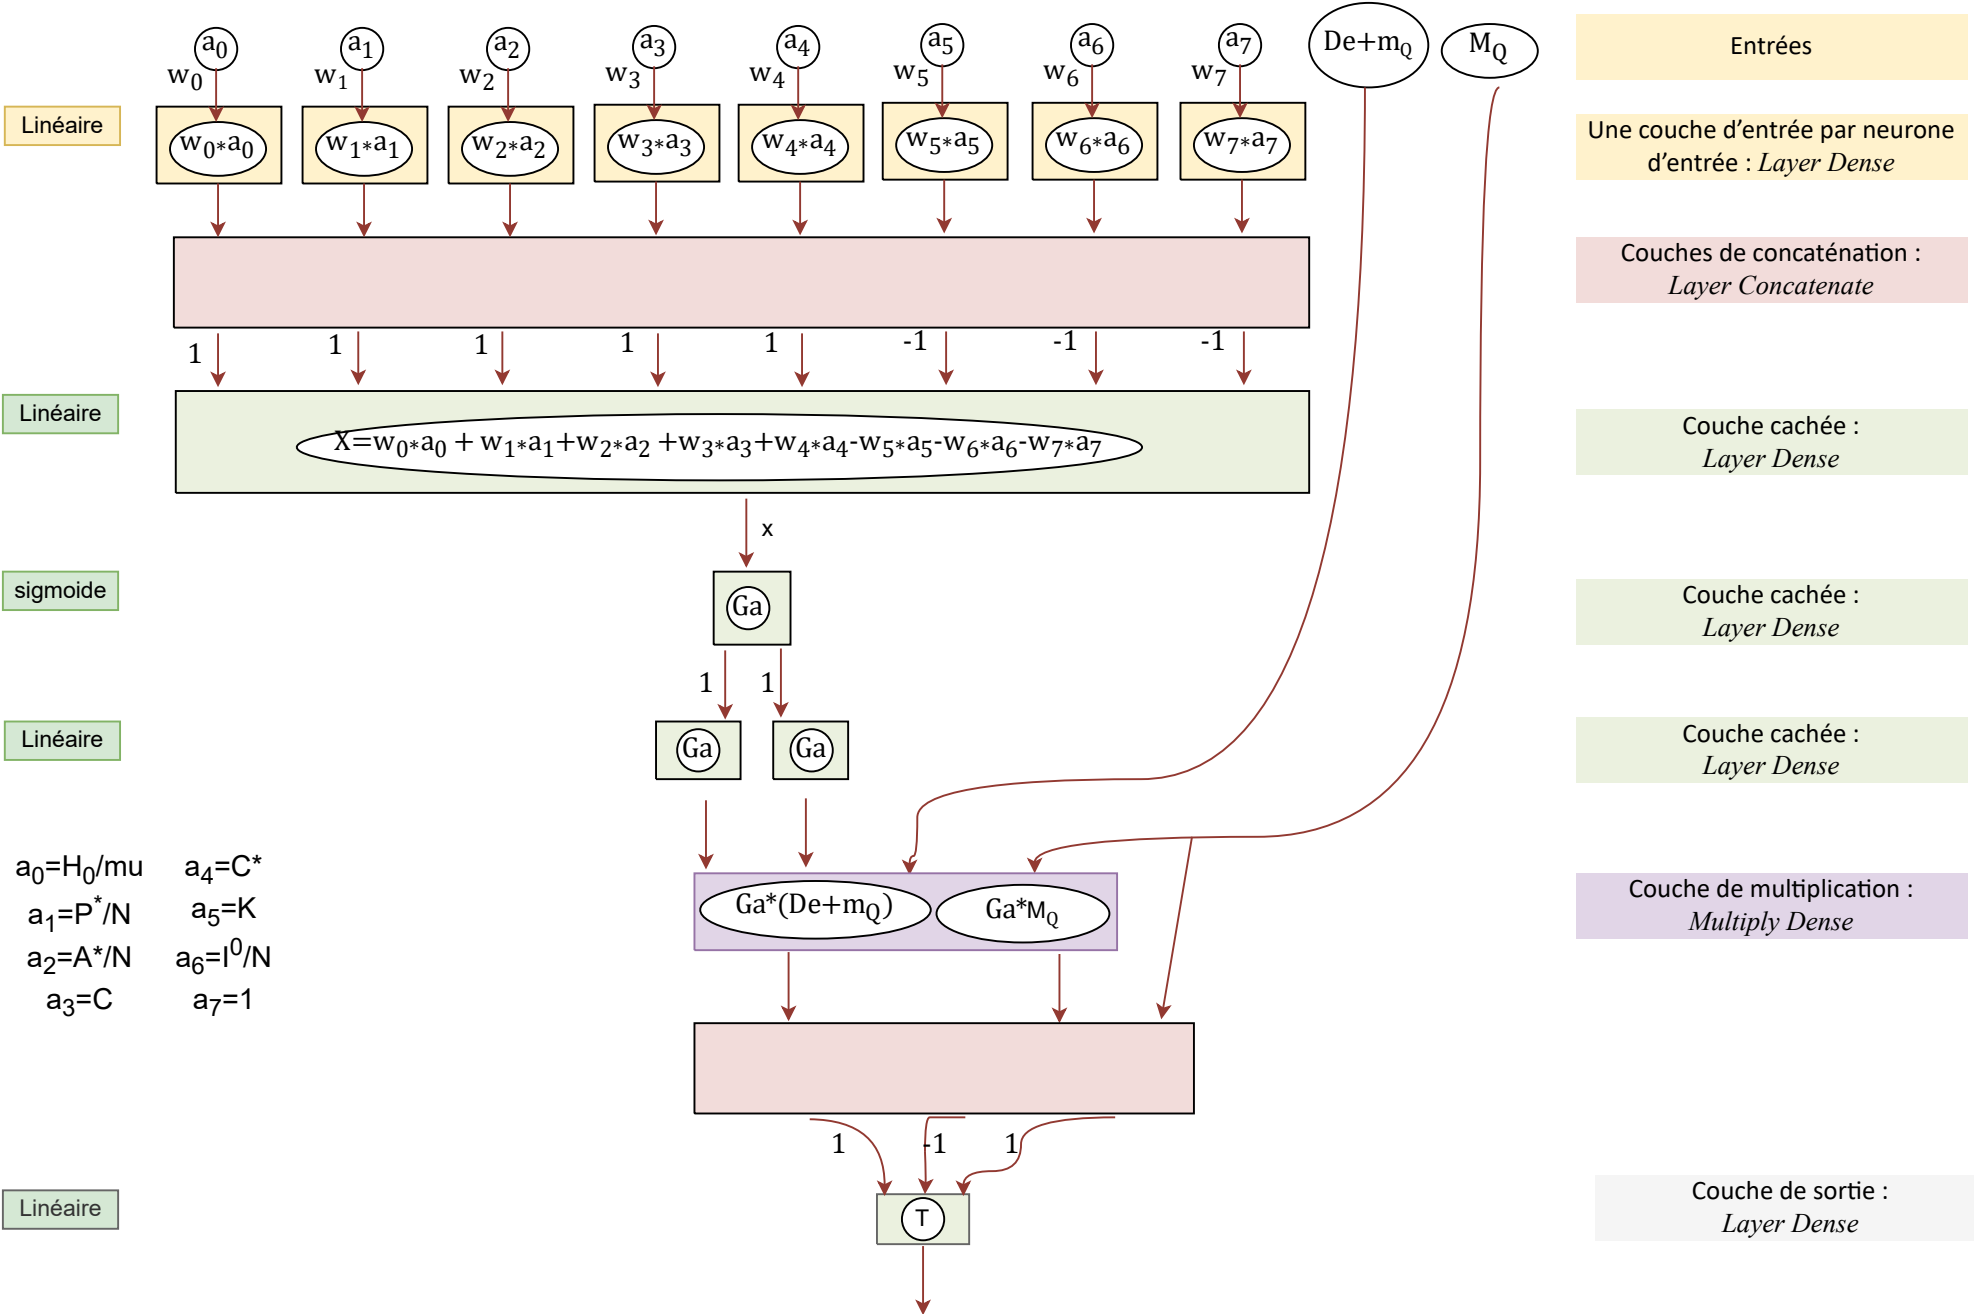 a0 a1 a2 a3 a4 a5 a6 a7 De+mQ MQ Entrées
w0 w1 w2 w3 w4 w5 w6 w7
Linéaire w0*a0 w1*a1 w2*a2 w3*a3 w4*a4 w5*a5 w6*a6 w7*a7
Une couche d'entrée par neurone
d'entrée : Layer Dense
Couches de concaténation :
Layer Concatenate
1 1 1 1 1 -1 -1 -1
Linéaire
X=w0*a0 + w1*a1+w2*a2 +w3*a3+w4*a4-w5*a5-w6*a6-w7*a7
Couche cachée :
Layer Dense
x
sigmoide
Ga
Couche cachée :
Layer Dense
1 1
Linéaire
Ga Ga
Couche cachée :
Layer Dense
a0=H0/mu a4=C*
a1=P*/N a5=K
a2=A*/N a6=I0/N
a3=C a7=1
Ga*(De+mQ) Ga*MQ
Couche de multiplication :
Multiply Dense
1 -1 1
Linéaire
T
Couche de sortie :
Layer Dense